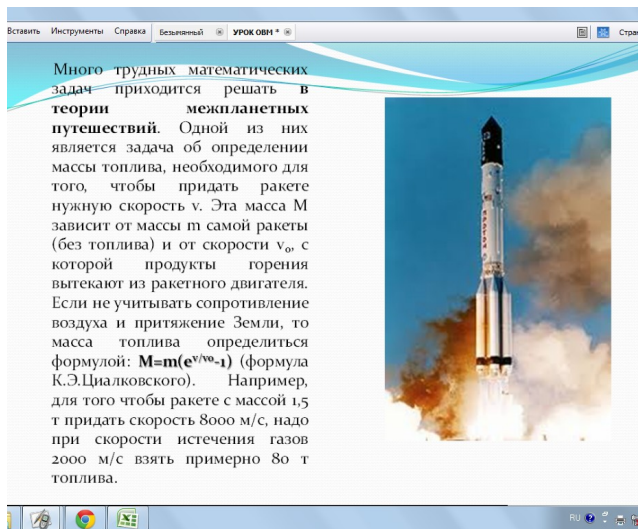 Вставить Инструменты Справка Безымянный УРОК ОВМ * Стран
Много трудных математических
задач приходится решать в
теории межпланетных
путешествий. Одной из них
является задача об определении
массы топлива, необходимого для
того, чтобы придать ракете
нужную скорость v. Эта масса M
зависит от массы m самой ракеты
(без топлива) и от скорости v₀, с
которой продукты горения
вытекают из ракетного двигателя.
Если не учитывать сопротивление
воздуха и притяжение Земли, то
масса топлива определиться
формулой: M=m(e^v/v0-1) (формула
К.Э.Циалковского). Например,
для того чтобы ракете с массой 1,5
т придать скорость 8000 м/с, надо
при скорости истечения газов
2000 м/с взять примерно 80 т
топлива.
ПРОТОН
RU